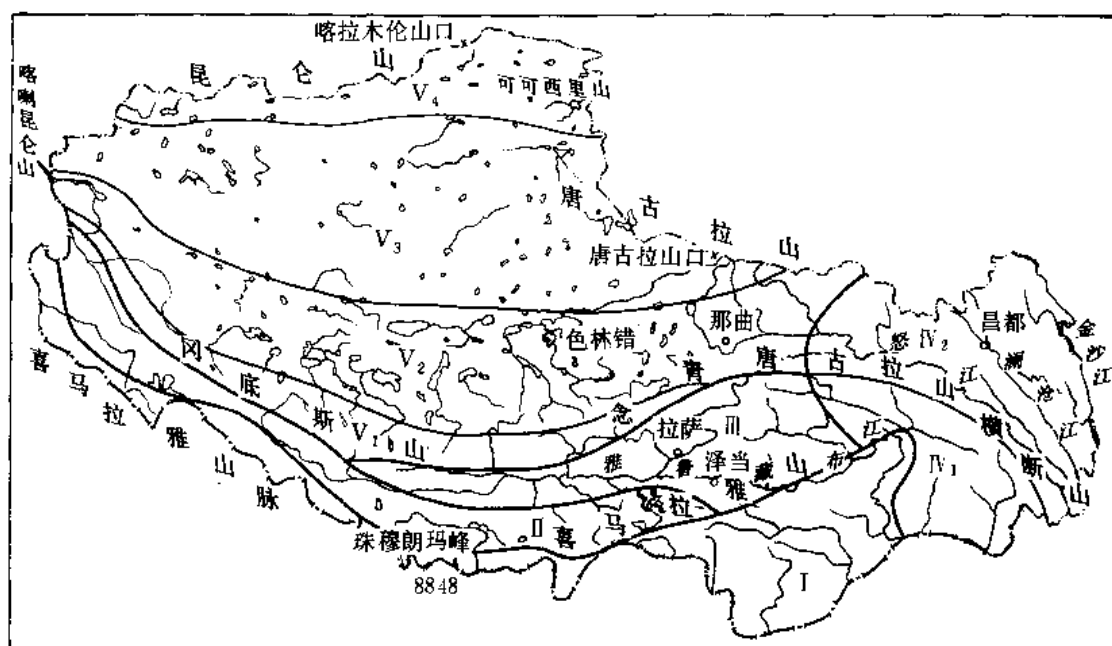 喀拉木伦山口
昆仑山
可可西里山
喀喇昆仑山
V₄
V₃
唐古拉山
唐古拉山口
那曲
色林错
V₂
昌都
金沙江
澜沧江
怒江
Ⅳ₂
念青唐古拉山
横断山
冈底斯山
V₁
喜马拉雅山脉
拉萨
Ⅲ
泽当
雅鲁藏布江
Ⅳ₁
Ⅱ
喜马拉雅山
珠穆朗玛峰
8848
Ⅰ